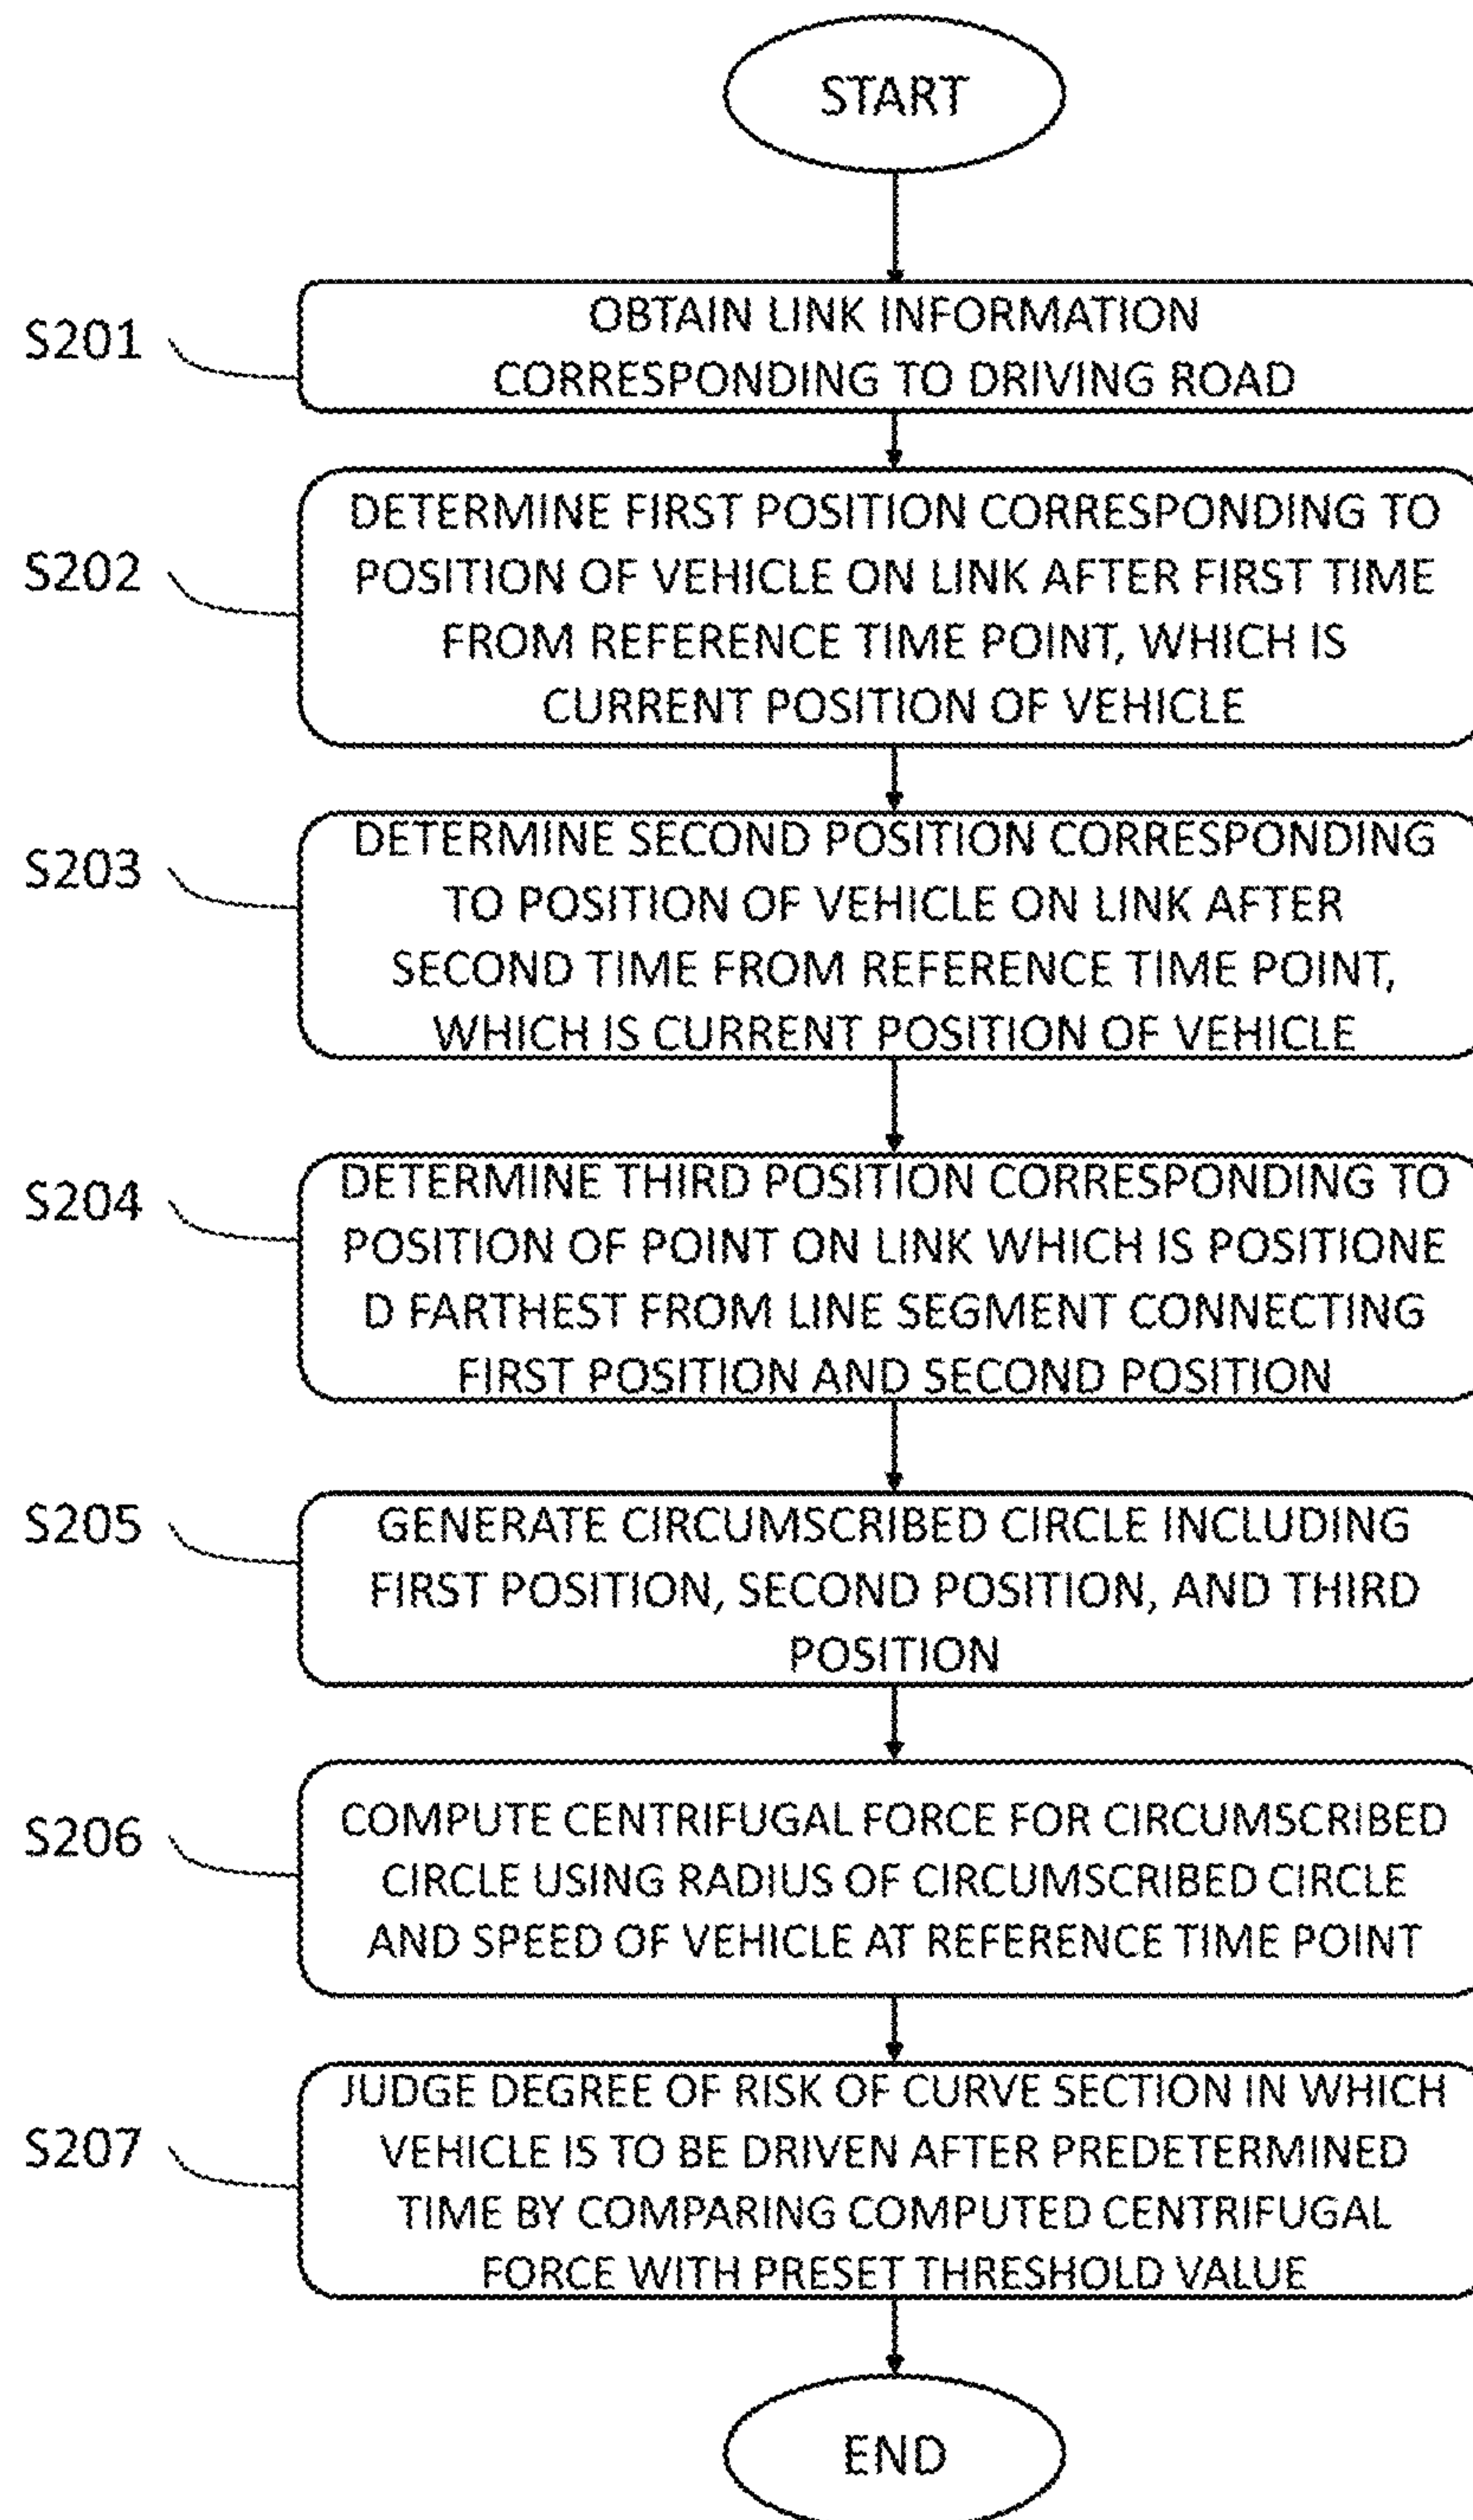 START
S201
OBTAIN LINK INFORMATION
CORRESPONDING TO DRIVING ROAD
S202
DETERMINE FIRST POSITION CORRESPONDING TO
POSITION OF VEHICLE ON LINK AFTER FIRST TIME
FROM REFERENCE TIME POINT, WHICH IS
CURRENT POSITION OF VEHICLE
S203
DETERMINE SECOND POSITION CORRESPONDING
TO POSITION OF VEHICLE ON LINK AFTER
SECOND TIME FROM REFERENCE TIME POINT,
WHICH IS CURRENT POSITION OF VEHICLE
S204
DETERMINE THIRD POSITION CORRESPONDING TO
POSITION OF POINT ON LINK WHICH IS POSITIONE
D FARTHEST FROM LINE SEGMENT CONNECTING
FIRST POSITION AND SECOND POSITION
S205
GENERATE CIRCUMSCRIBED CIRCLE INCLUDING
FIRST POSITION, SECOND POSITION, AND THIRD
POSITION
S206
COMPUTE CENTRIFUGAL FORCE FOR CIRCUMSCRIBED
CIRCLE USING RADIUS OF CIRCUMSCRIBED CIRCLE
AND SPEED OF VEHICLE AT REFERENCE TIME POINT
S207
JUDGE DEGREE OF RISK OF CURVE SECTION IN WHICH
VEHICLE IS TO BE DRIVEN AFTER PREDETERMINED
TIME BY COMPARING COMPUTED CENTRIFUGAL
FORCE WITH PRESET THRESHOLD VALUE
END